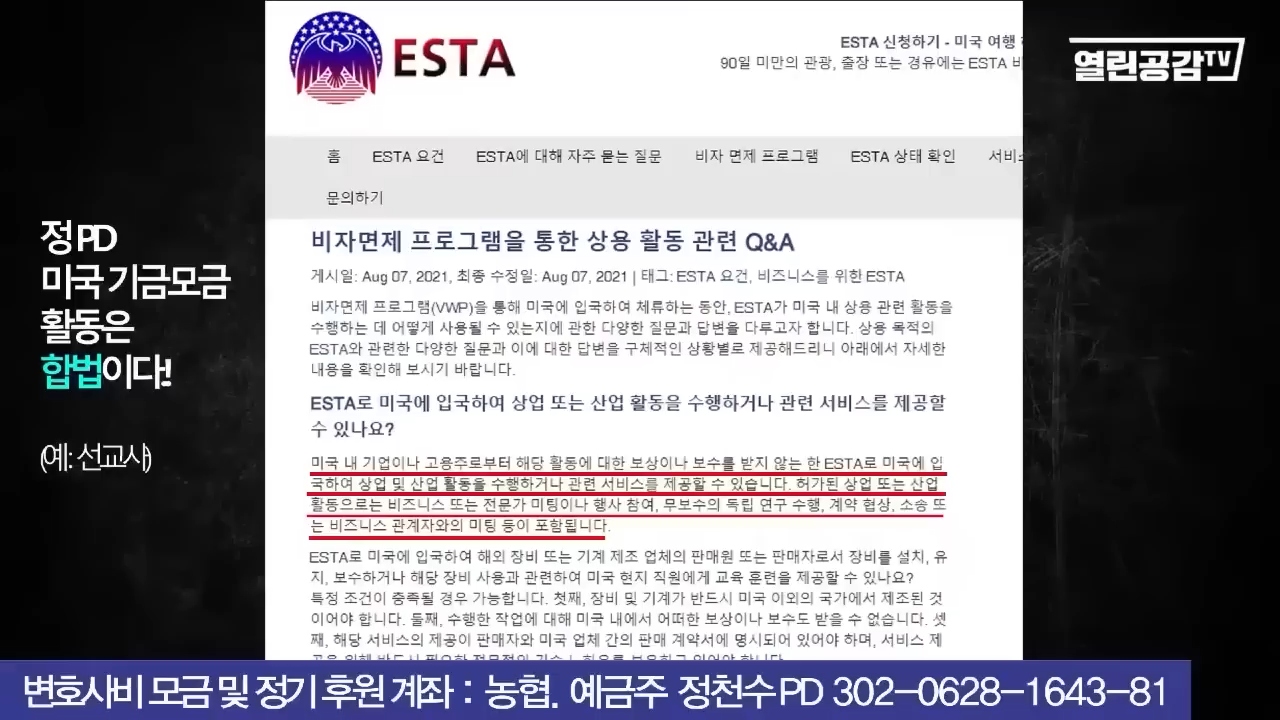 ESTA
ESTA 신청하기 - 미국 여행
90일 미만의 관광, 출장 또는 경유에는 ESTA
열린공감TV
홈 ESTA 요건 ESTA에 대해 자주 묻는 질문 비자 면제 프로그램 ESTA 상태 확인
문의하기
정PD
미국 기금모금
활동은
합법이다!!
(예: 선교사)
비자면제 프로그램을 통한 상용 활동 관련 Q&A
게시일: Aug 07, 2021, 최종 수정일: Aug 07, 2021 | 태그: ESTA 요건, 비즈니스를 위한 ESTA
비자면제 프로그램(VWP)을 통해 미국에 입국하여 체류하는 동안, ESTA가 미국 내 상용 관련 활동을
수행하는 데 어떻게 사용될 수 있는지에 관한 다양한 질문과 답변을 다루고자 합니다. 상용 목적의
ESTA와 관련한 다양한 질문과 이에 대한 답변을 구체적인 상황별로 제공해드리니 아래에서 자세한
내용을 확인해 보시기 바랍니다.
ESTA로 미국에 입국하여 상업 또는 산업 활동을 수행하거나 관련 서비스를 제공할
수 있나요?
미국 내 기업이나 고용주로부터 해당 활동에 대한 보상이나 보수를 받지 않는 한 ESTA로 미국에 입
국하여 상업 및 산업 활동을 수행하거나 관련 서비스를 제공할 수 있습니다. 허가된 상업 또는 산업
활동으로는 비즈니스 또는 전문가 미팅이나 행사 참여, 무보수의 독립 연구 수행, 계약 협상, 소송 또
는 비즈니스 관계자와의 미팅 등이 포함됩니다.
ESTA로 미국에 입국하여 해외 장비 또는 기계 제조 업체의 판매원 또는 판매자로서 장비를 설치, 유
지, 보수하거나 해당 장비 사용과 관련하여 미국 현지 직원에게 교육 훈련을 제공할 수 있나요?
특정 조건이 충족될 경우 가능합니다. 첫째, 장비 및 기계가 반드시 미국 이외의 국가에서 제조된 것
이어야 합니다. 둘째, 수행한 작업에 대해 미국 내에서 어떠한 보상이나 보수도 받을 수 없습니다. 셋
째, 해당 서비스의 제공이 판매자와 미국 업체 간의 판매 계약서에 명시되어 있어야 하며, 서비스 제
변호사비 모금 및 정기 후원 계좌 : 농협. 예금주 정천수PD 302-0628-1643-81